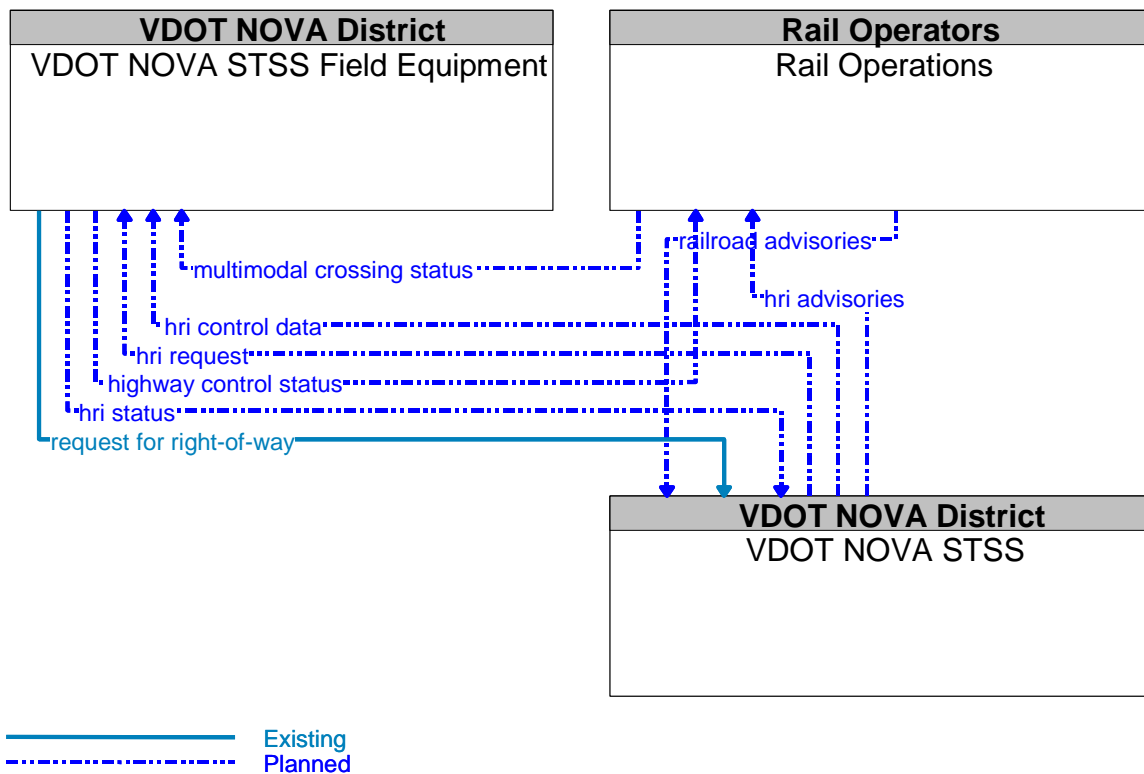 VDOT NOVA District
VDOT NOVA STSS Field Equipment
Rail Operators
Rail Operations
railroad advisories
multimodal crossing status
hri advisories
hri control data
hri request
highway control status
hri status
request for right-of-way
VDOT NOVA District
VDOT NOVA STSS
Existing
Planned